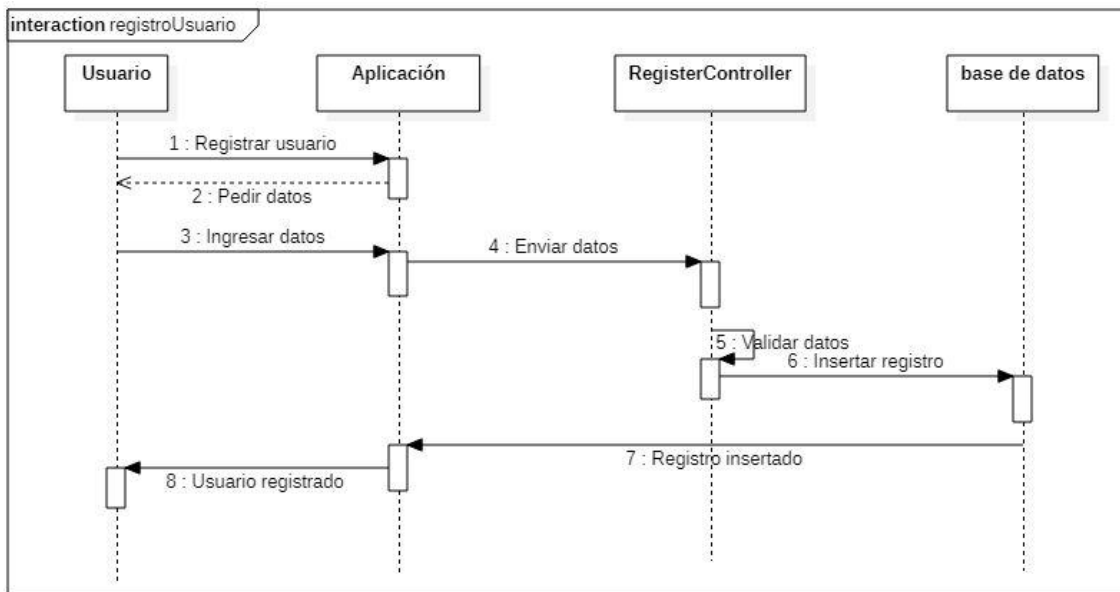 interaction registroUsuario
Usuario
Aplicación
RegisterController
base de datos
1 : Registrar usuario
2 : Pedir datos
3 : Ingresar datos
4 : Enviar datos
5 : Validar datos
6 : Insertar registro
7 : Registro insertado
8 : Usuario registrado